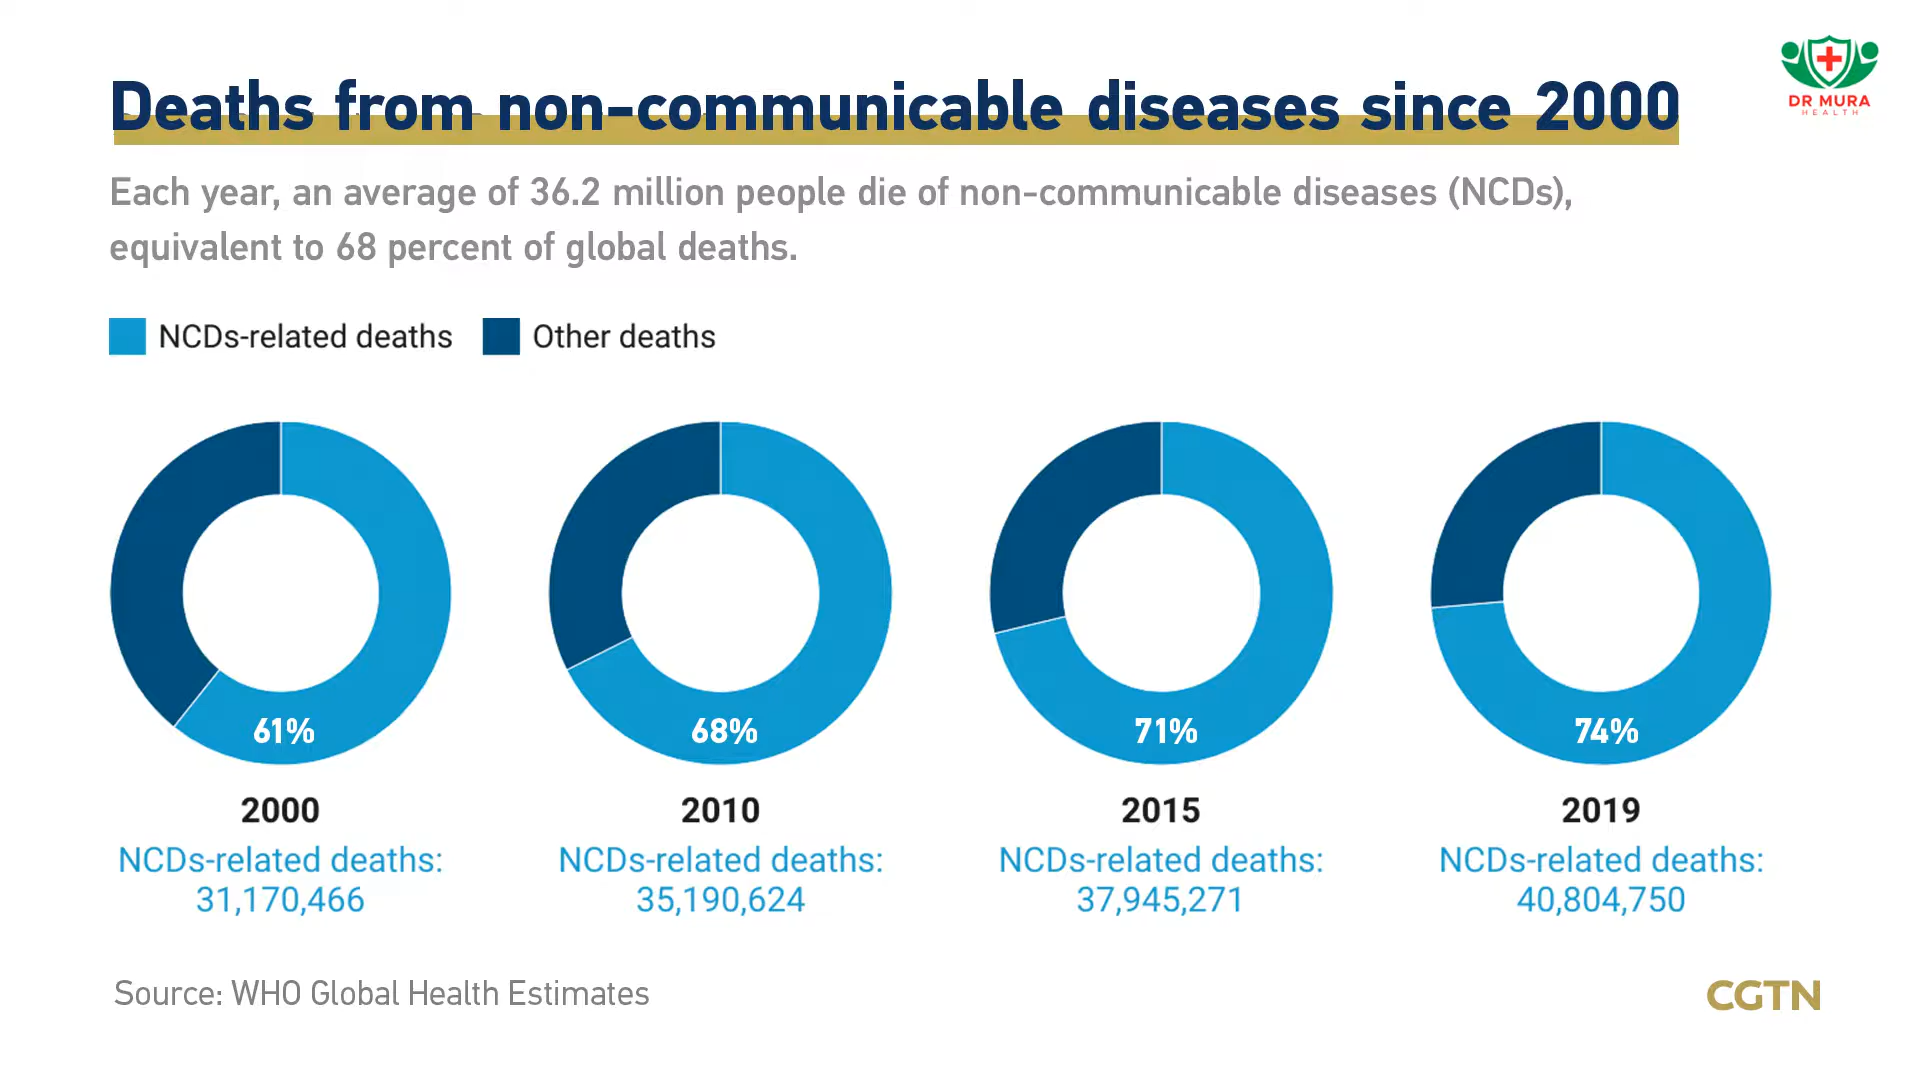 Deaths from non-communicable diseases since 2000
DR MURA
HEALTH
Each year, an average of 36.2 million people die of non-communicable diseases (NCDs),
equivalent to 68 percent of global deaths.
NCDs-related deaths
Other deaths
61%
68%
71%
74%
2000
2010
2015
2019
NCDs-related deaths:
31,170,466
NCDs-related deaths:
35,190,624
NCDs-related deaths:
37,945,271
NCDs-related deaths:
40,804,750
Source: WHO Global Health Estimates
CGTN